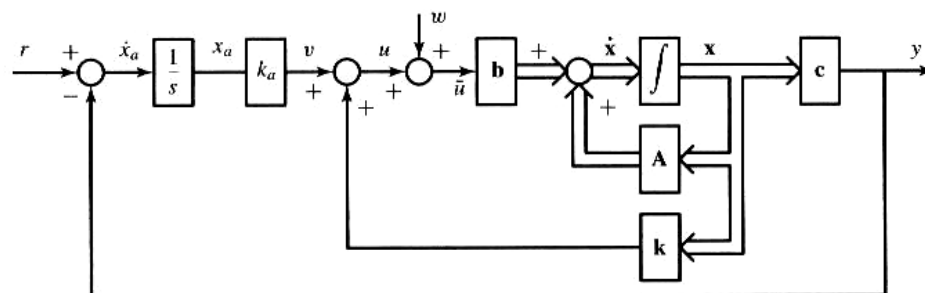 w
r + ẋₐ 1/s xₐ kₐ v + u + + ū b + ẋ ∫ x c y
−
+
+
A
k